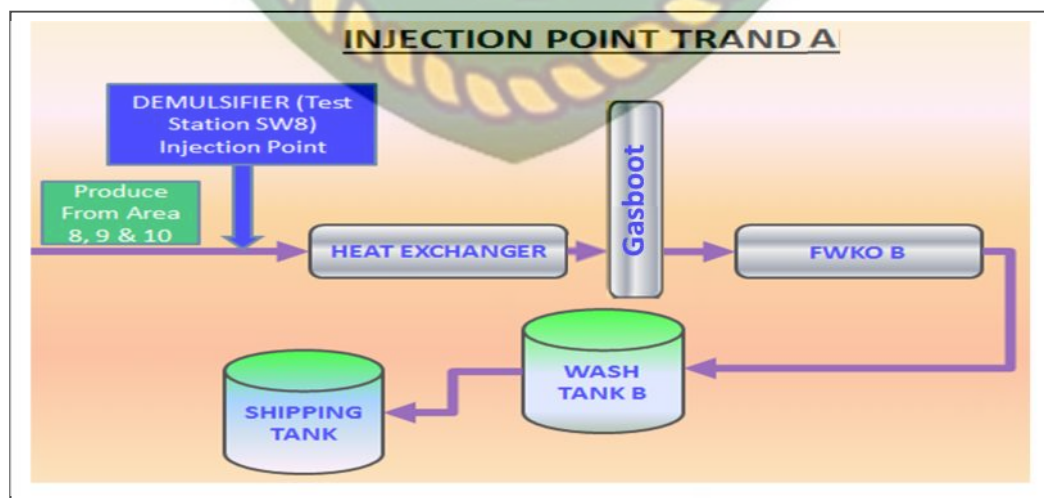 INJECTION POINT TRAND A
DEMULSIFIER (Test
Station SW8)
Injection Point
Produce
From Area
8, 9 & 10
HEAT EXCHANGER
Gasboot
FWKO B
WASH
TANK B
SHIPPING
TANK